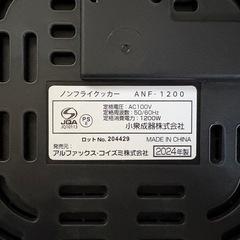 ノンフライクッカー ANF-1200
定格電圧：AC100V
定格周波数：50/60Hz
定格消費電力：1200W
小泉成器株式会社
JQA
PS
E
ロットNo. 204429
MADE IN CHINA
発売元：
アルファックス・コイズミ株式会社
2024年製